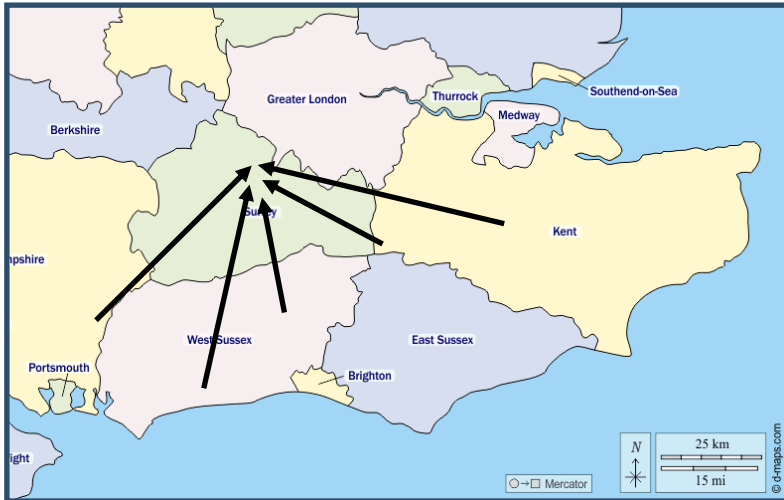 Greater London
Thurrock
Southend-on-Sea
Medway
Berkshire
Surrey
Kent
mpshire
West Sussex
East Sussex
Portsmouth
Brighton
ight
N
25 km
15 mi
Mercator
© d-maps.com